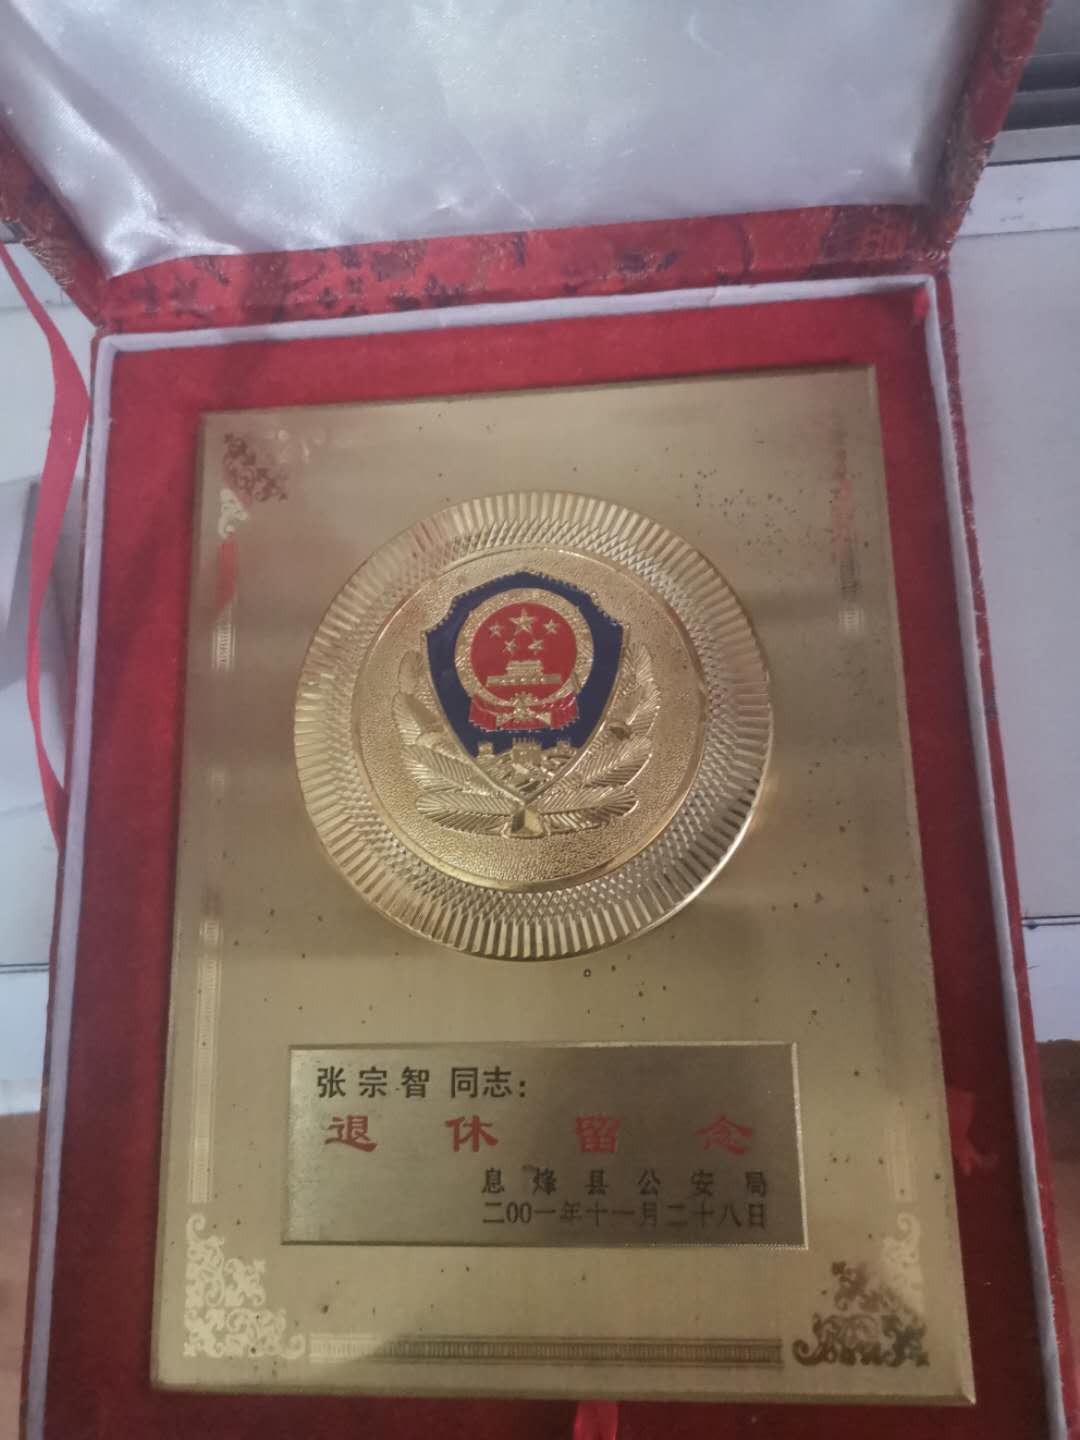 张宗智 同志：
退休留念
息烽县公安局
二00一年十一月二十八日